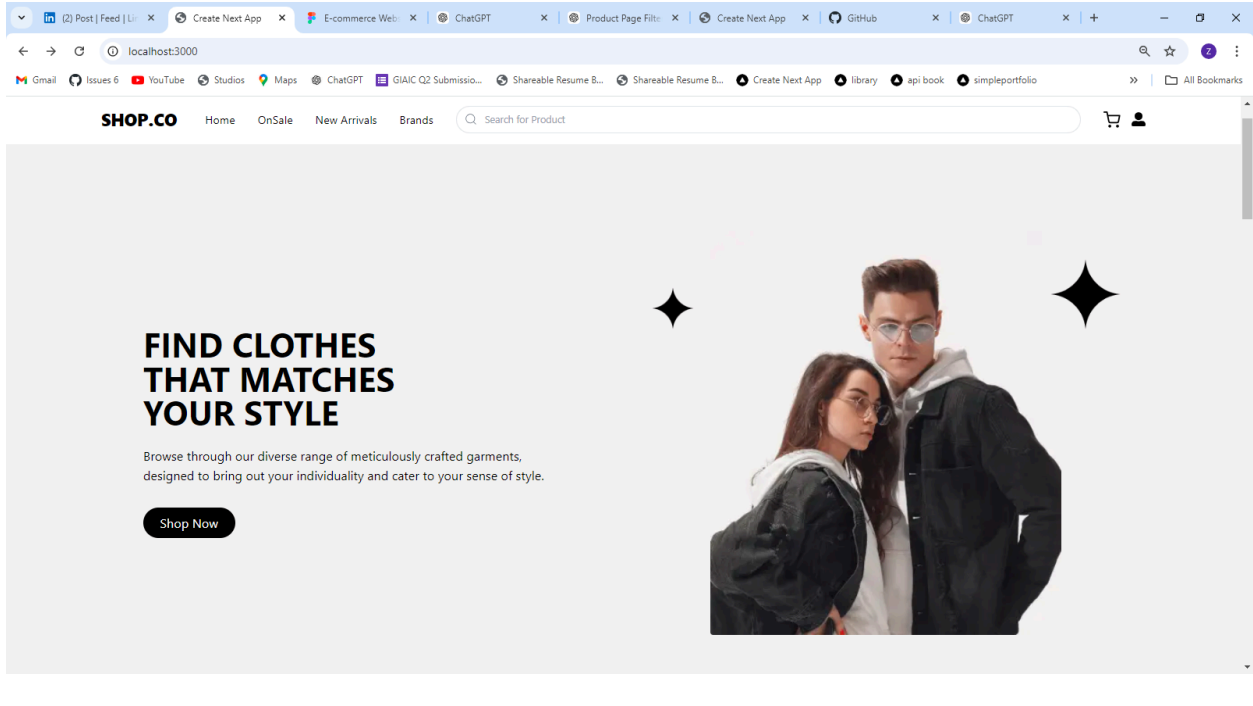 (2) Post | Feed | Lin
Create Next App
E-commerce Webs
ChatGPT
Product Page Filte
Create Next App
GitHub
ChatGPT
localhost:3000
Z
Gmail
Issues 6
YouTube
Studios
Maps
ChatGPT
GIAIC Q2 Submissio...
Shareable Resume B...
Shareable Resume B...
Create Next App
library
api book
simpleportfolio
All Bookmarks
SHOP.CO
Home
OnSale
New Arrivals
Brands
Search for Product
FIND CLOTHES
THAT MATCHES
YOUR STYLE
Browse through our diverse range of meticulously crafted garments,
designed to bring out your individuality and cater to your sense of style.
Shop Now